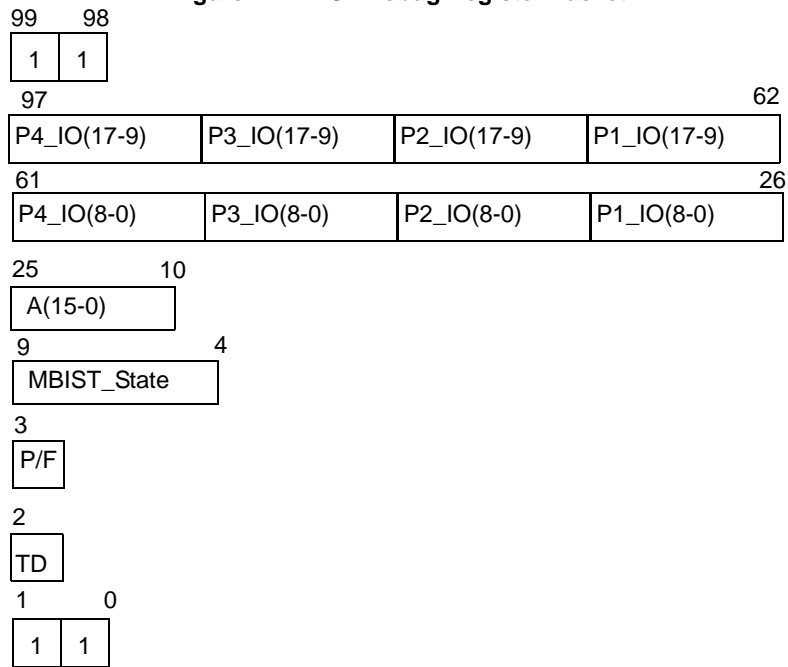 99 98
1 1
97 62
P4_IO(17-9) P3_IO(17-9) P2_IO(17-9) P1_IO(17-9)
61 26
P4_IO(8-0) P3_IO(8-0) P2_IO(8-0) P1_IO(8-0)
25 10
A(15-0)
9 4
MBIST_State
3
P/F
2
TD
1 0
1 1